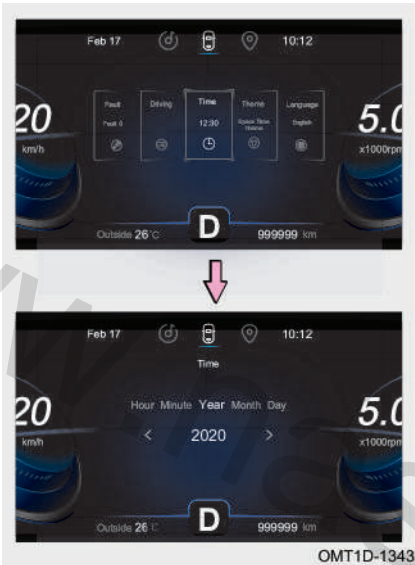 Feb 17 10:12
Fault Driving Time Theme Language
Fault 0 12:30 Space Time English
20 5.0
km/h x1000rpm
D
Outside 26℃ 999999 km
Feb 17 10:12
Time
Hour Minute Year Month Day
< 2020 >
20 5.0
km/h x1000rpm
D
Outside 26℃ 999999 km
OMT1D-1343